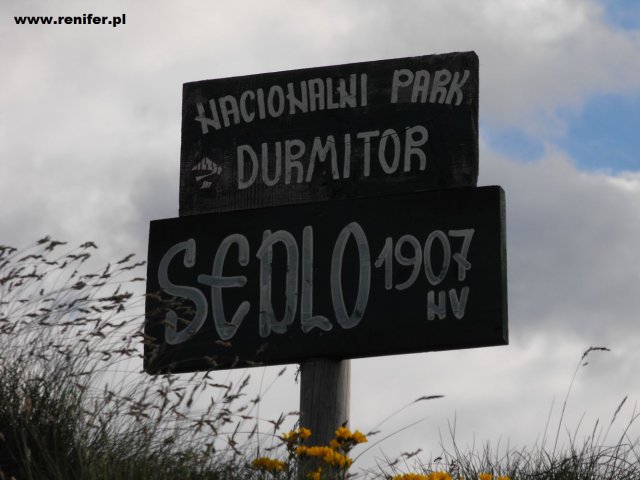 www.renifer.pl
NACIONALNI PARK
DURMITOR
SEDLO 1907
NV